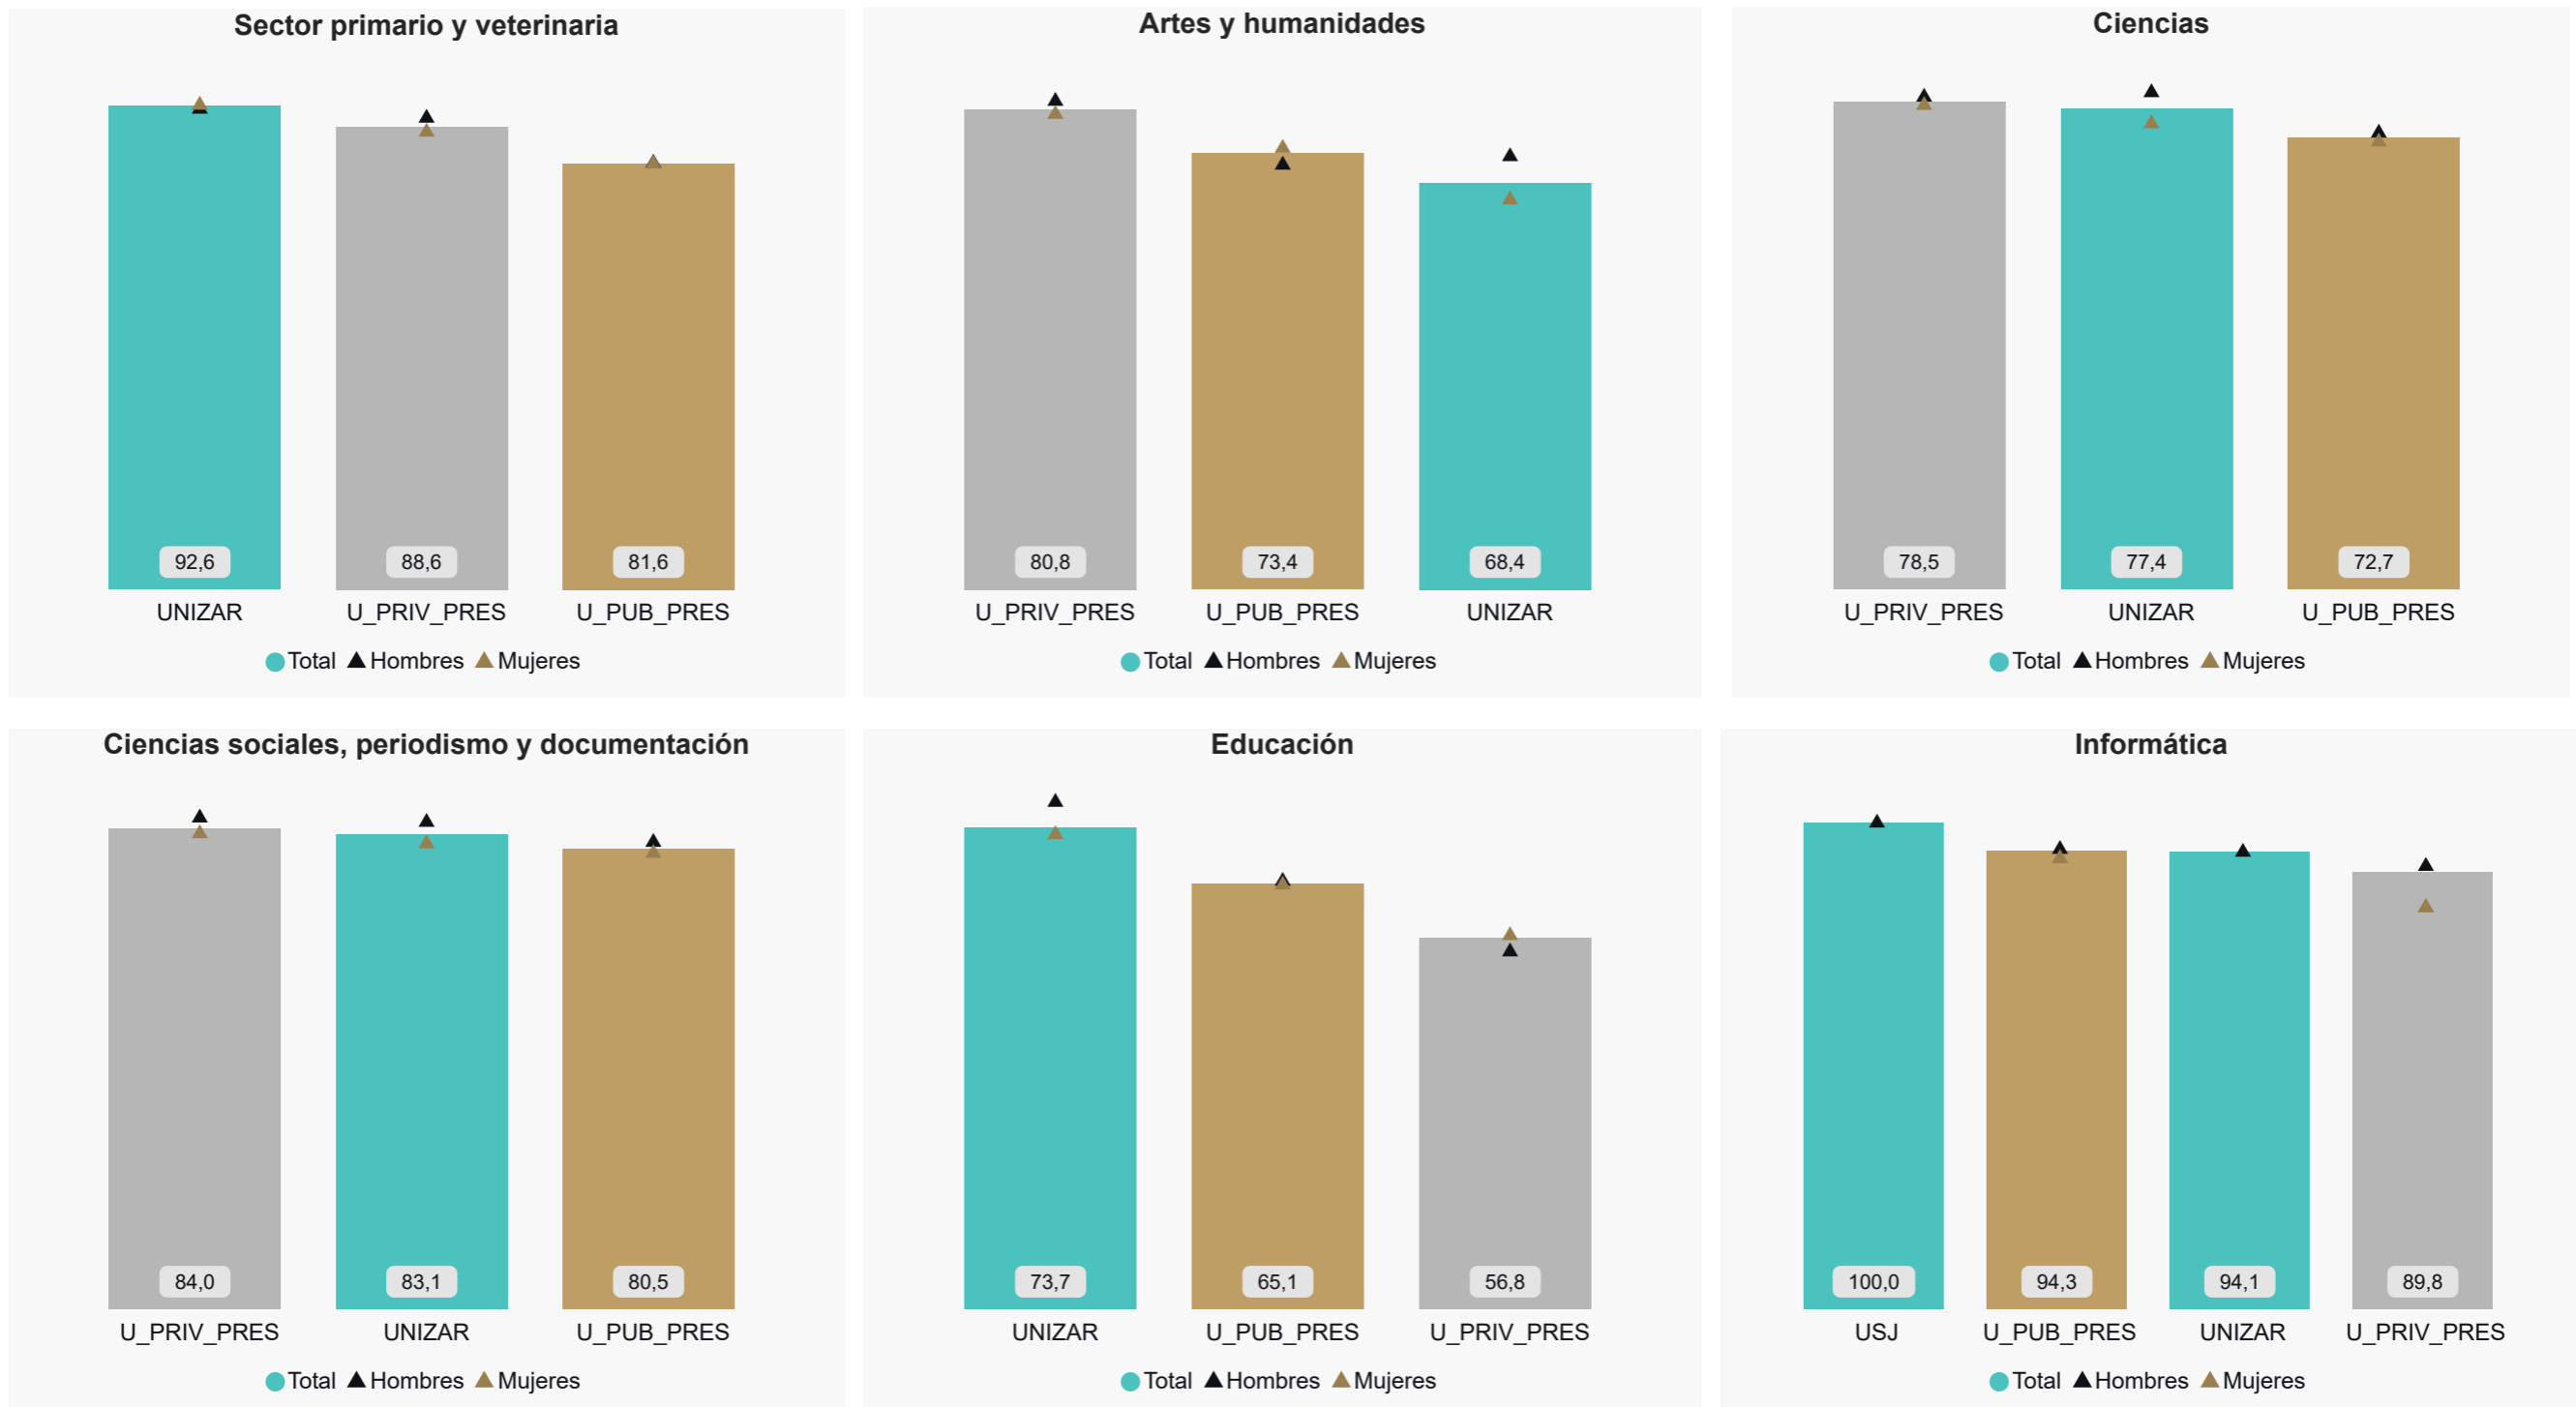 Sector primario y veterinaria
92,6 88,6 81,6
UNIZAR U_PRIV_PRES U_PUB_PRES
Total Hombres Mujeres
Artes y humanidades
80,8 73,4 68,4
U_PRIV_PRES U_PUB_PRES UNIZAR
Total Hombres Mujeres
Ciencias
78,5 77,4 72,7
U_PRIV_PRES UNIZAR U_PUB_PRES
Total Hombres Mujeres
Ciencias sociales, periodismo y documentación
84,0 83,1 80,5
U_PRIV_PRES UNIZAR U_PUB_PRES
Total Hombres Mujeres
Educación
73,7 65,1 56,8
UNIZAR U_PUB_PRES U_PRIV_PRES
Total Hombres Mujeres
Informática
100,0 94,3 94,1 89,8
USJ U_PUB_PRES UNIZAR U_PRIV_PRES
Total Hombres Mujeres